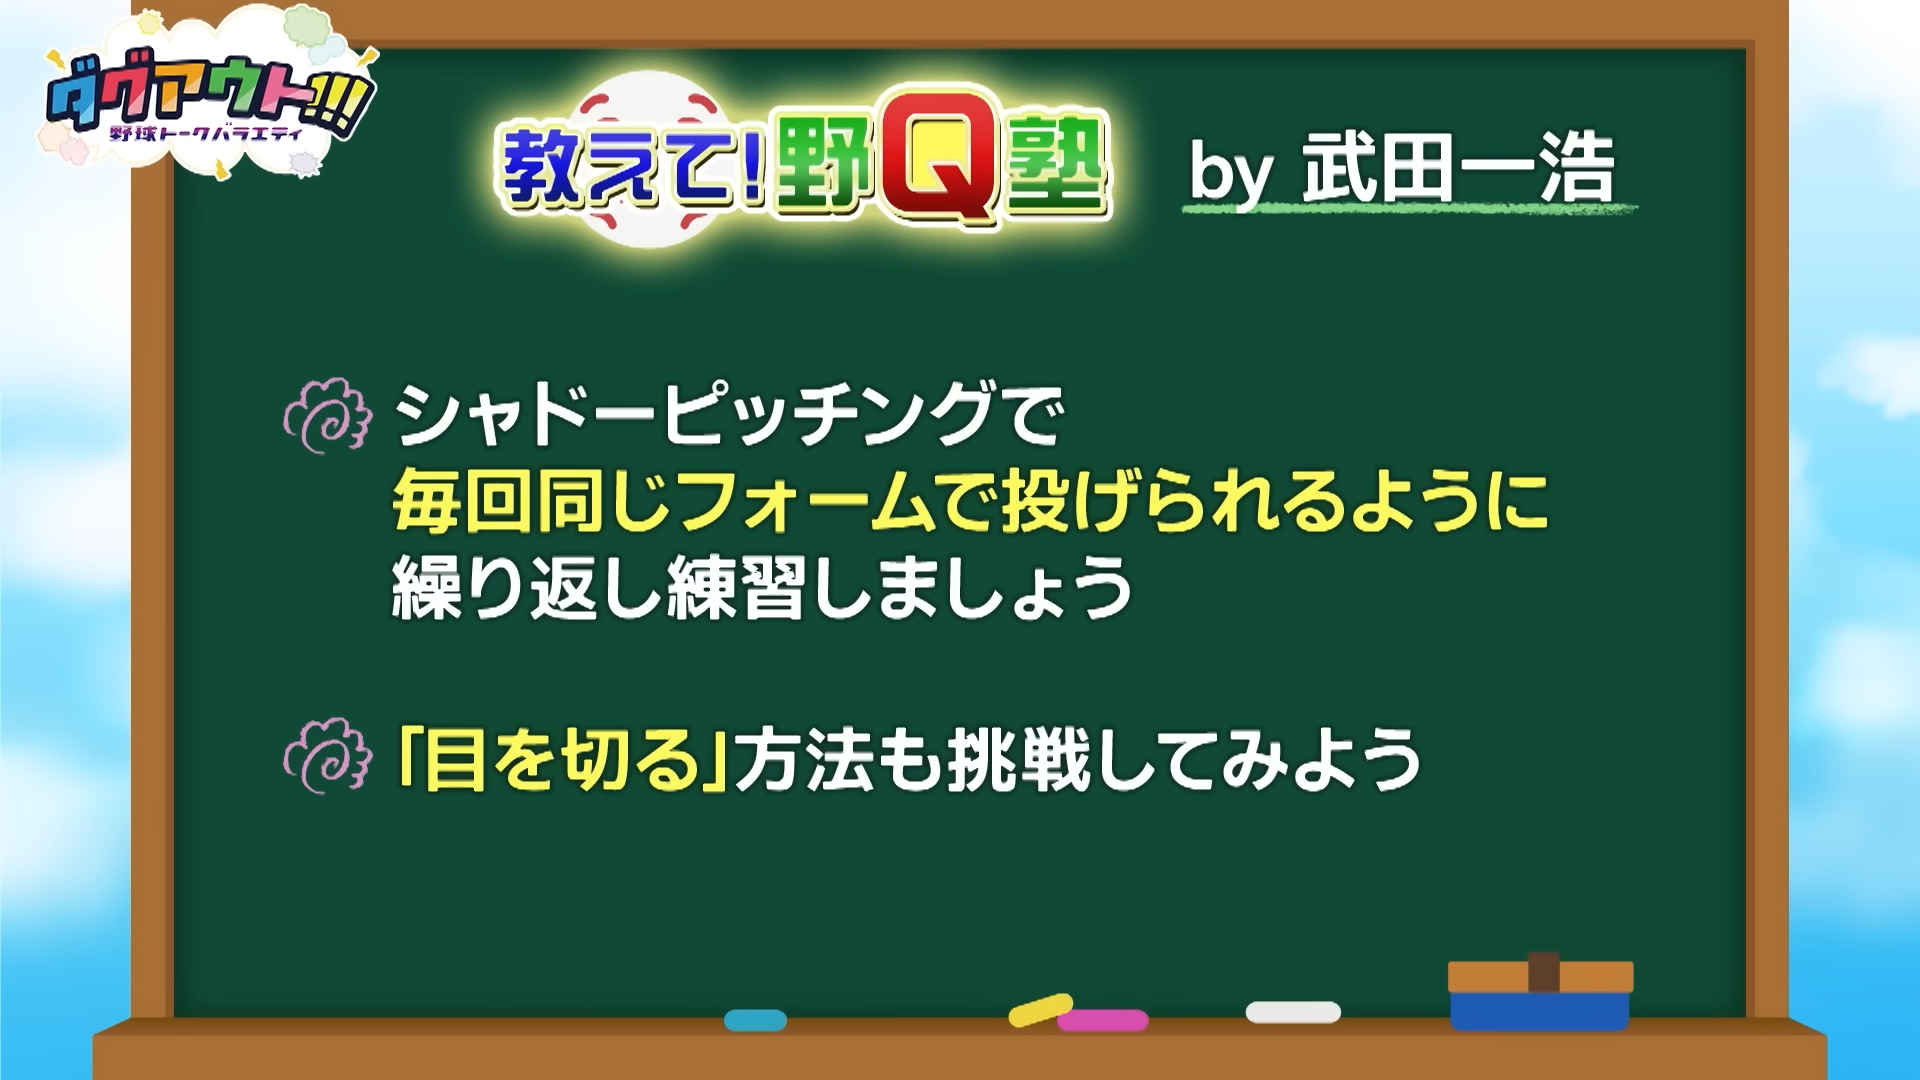 ダグアウト!!!
野球トークバラエティ
教えて!野Q塾
by 武田一浩
シャドーピッチングで
毎回同じフォームで投げられるように
繰り返し練習しましょう
「目を切る」方法も挑戦してみよう